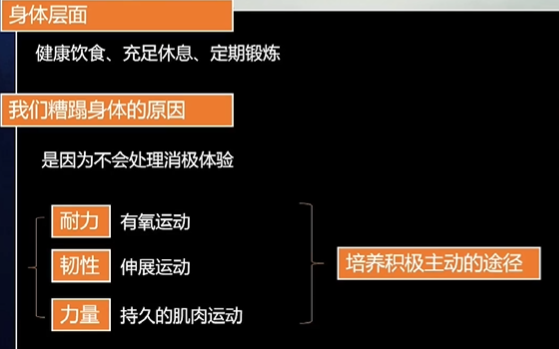 身体层面
健康饮食、充足休息、定期锻炼
我们糟蹋身体的原因
是因为不会处理消极体验
耐力 有氧运动
韧性 伸展运动
培养积极主动的途径
力量 持久的肌肉运动